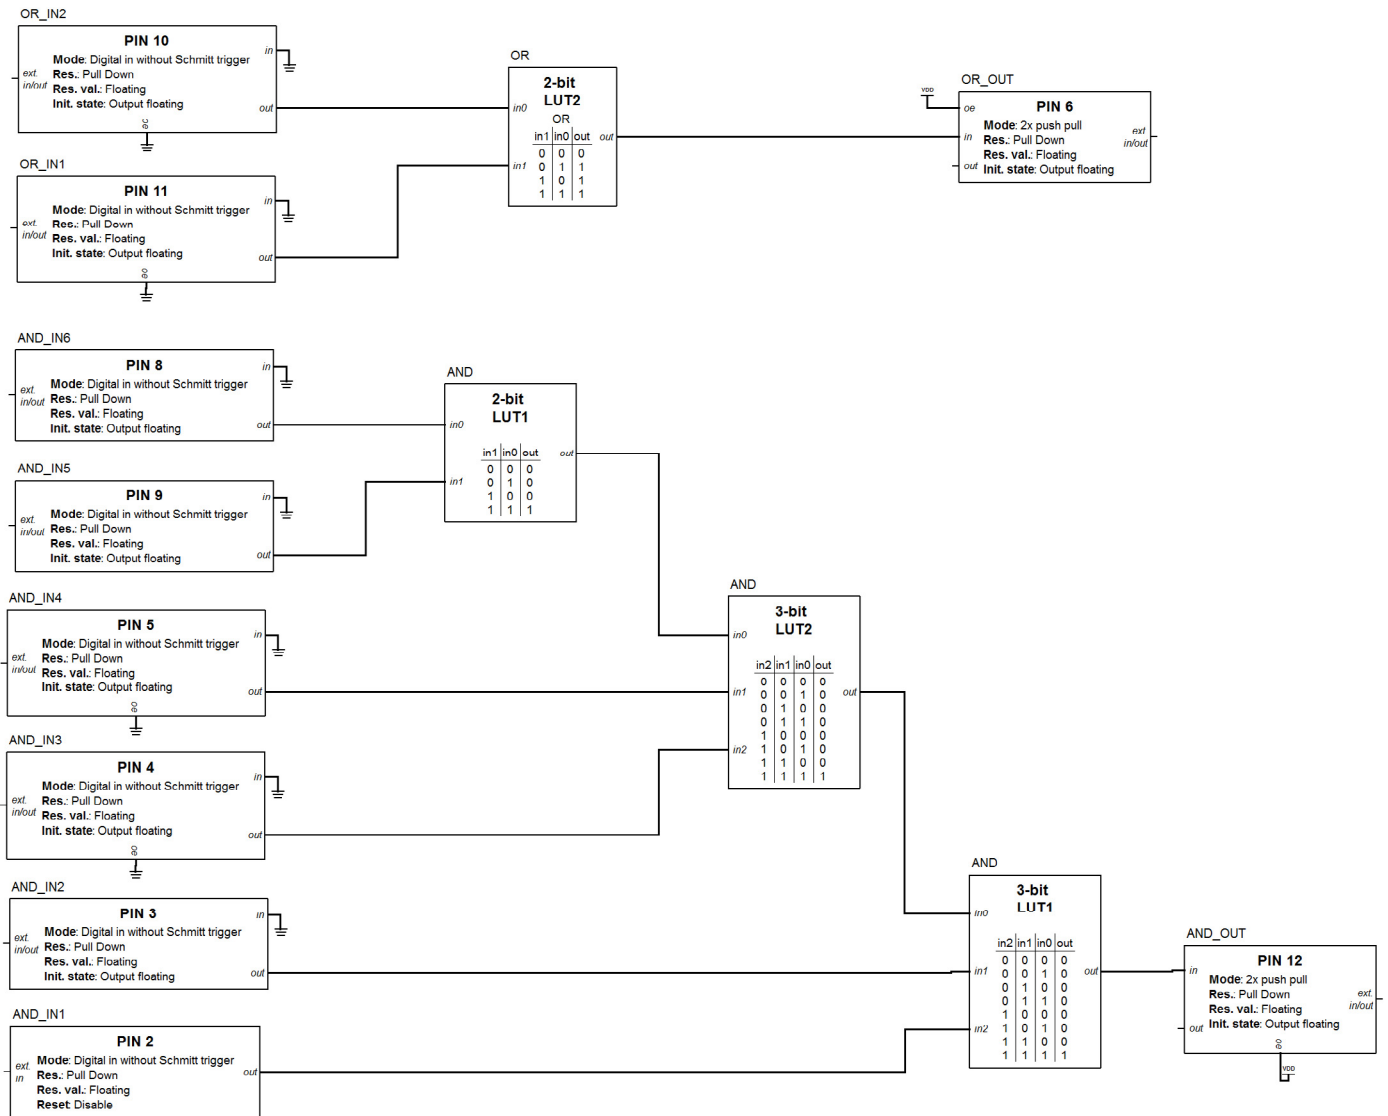 OR_IN2
PIN 10
Mode: Digital in without Schmitt trigger
Res.: Pull Down
Res. val.: Floating
Init. state: Output floating
ext.
in/out
in
out
oe
OR_IN1
PIN 11
Mode: Digital in without Schmitt trigger
Res.: Pull Down
Res. val.: Floating
Init. state: Output floating
ext.
in/out
in
out
oe
OR
2-bit
LUT2
OR
in1 in0 out
0 0 0
0 1 1
1 0 1
1 1 1
in0
in1
out
OR_OUT
VDD
PIN 6
Mode: 2x push pull
Res.: Pull Down
Res. val.: Floating
Init. state: Output floating
oe
in
out
ext
in/out
AND_IN6
PIN 8
Mode: Digital in without Schmitt trigger
Res.: Pull Down
Res. val.: Floating
Init. state: Output floating
ext.
in/out
in
out
AND_IN5
PIN 9
Mode: Digital in without Schmitt trigger
Res.: Pull Down
Res. val.: Floating
Init. state: Output floating
ext.
in/out
in
out
AND
2-bit
LUT1
in1 in0 out
0 0 0
0 1 0
1 0 0
1 1 1
in0
in1
out
AND_IN4
PIN 5
Mode: Digital in without Schmitt trigger
Res.: Pull Down
Res. val.: Floating
Init. state: Output floating
ext.
in/out
in
out
oe
AND_IN3
PIN 4
Mode: Digital in without Schmitt trigger
Res.: Pull Down
Res. val.: Floating
Init. state: Output floating
ext.
in/out
in
out
oe
AND
3-bit
LUT2
in2 in1 in0 out
0 0 0 0
0 0 1 0
0 1 0 0
0 1 1 0
1 0 0 0
1 0 1 0
1 1 0 0
1 1 1 1
in0
in1
in2
out
AND_IN2
PIN 3
Mode: Digital in without Schmitt trigger
Res.: Pull Down
Res. val.: Floating
Init. state: Output floating
ext.
in/out
in
out
AND_IN1
PIN 2
Mode: Digital in without Schmitt trigger
Res.: Pull Down
Res. val.: Floating
Reset: Disable
ext.
in
out
AND
3-bit
LUT1
in2 in1 in0 out
0 0 0 0
0 0 1 0
0 1 0 0
0 1 1 0
1 0 0 0
1 0 1 0
1 1 0 0
1 1 1 1
in0
in1
in2
out
AND_OUT
PIN 12
Mode: 2x push pull
Res.: Pull Down
Res. val.: Floating
Init. state: Output floating
in
out
ext.
in/out
oe
VDD